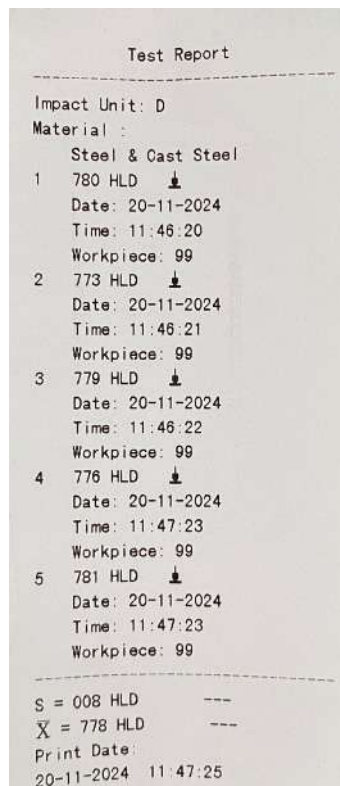 Test Report
Impact Unit: D
Material :
Steel & Cast Steel
1 780 HLD
Date: 20-11-2024
Time: 11:46:20
Workpiece: 99
2 773 HLD
Date: 20-11-2024
Time: 11:46:21
Workpiece: 99
3 779 HLD
Date: 20-11-2024
Time: 11:46:22
Workpiece: 99
4 776 HLD
Date: 20-11-2024
Time: 11:47:23
Workpiece: 99
5 781 HLD
Date: 20-11-2024
Time: 11:47:23
Workpiece: 99
S = 008 HLD ---
X̅ = 778 HLD ---
Print Date:
20-11-2024 11:47:25